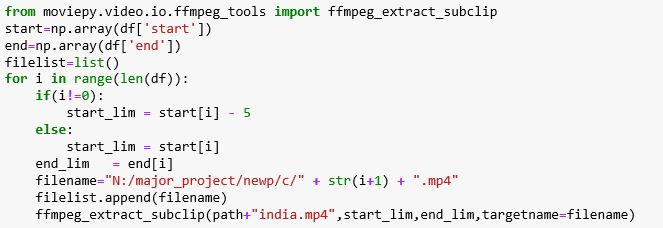 from moviepy.video.io.ffmpeg_tools import ffmpeg_extract_subclip
start=np.array(df['start'])
end=np.array(df['end'])
filelist=list()
for i in range(len(df)):
    if(i!=0):
        start_lim = start[i] - 5
    else:
        start_lim = start[i]
    end_lim   = end[i]
    filename="N:/major_project/newp/c/" + str(i+1) + ".mp4"
    filelist.append(filename)
    ffmpeg_extract_subclip(path+"india.mp4",start_lim,end_lim,targetname=filename)